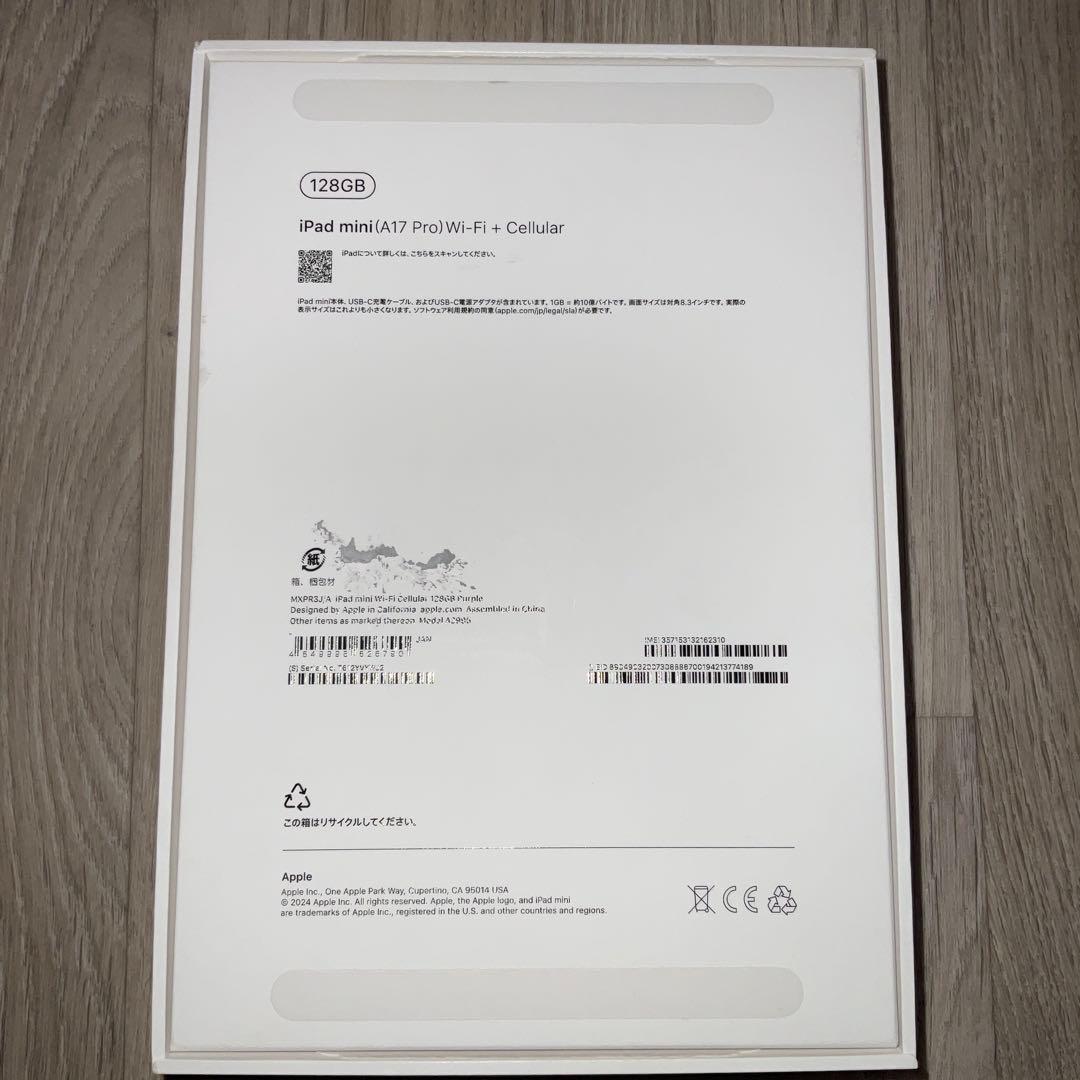 128GB
iPad mini (A17 Pro) Wi-Fi + Cellular
iPadについて詳しくは、こちらをスキャンしてください。
iPad mini本体、USB-C充電ケーブル、およびUSB-C電源アダプタが含まれています。1GB = 約10億バイトです。画面サイズは対角8.3インチです。実際の
表示サイズはこれよりも小さくなります。ソフトウェア利用規約の同意(apple.com/jp/legal/sla)が必要です。
紙
箱、個包材
MXPR3J/A iPad mini Wi-Fi Cellular 128GB Purple
Designed by Apple in California apple.com Assembled in China
Other items as marked thereon Model A2995
JAN
(S) Serial No.
IMEI 357153132162310
この箱はリサイクルしてください。
Apple
Apple Inc., One Apple Park Way, Cupertino, CA 95014 USA
© 2024 Apple Inc. All rights reserved. Apple, the Apple logo, and iPad mini
are trademarks of Apple Inc., registered in the U.S. and other countries and regions.
CE